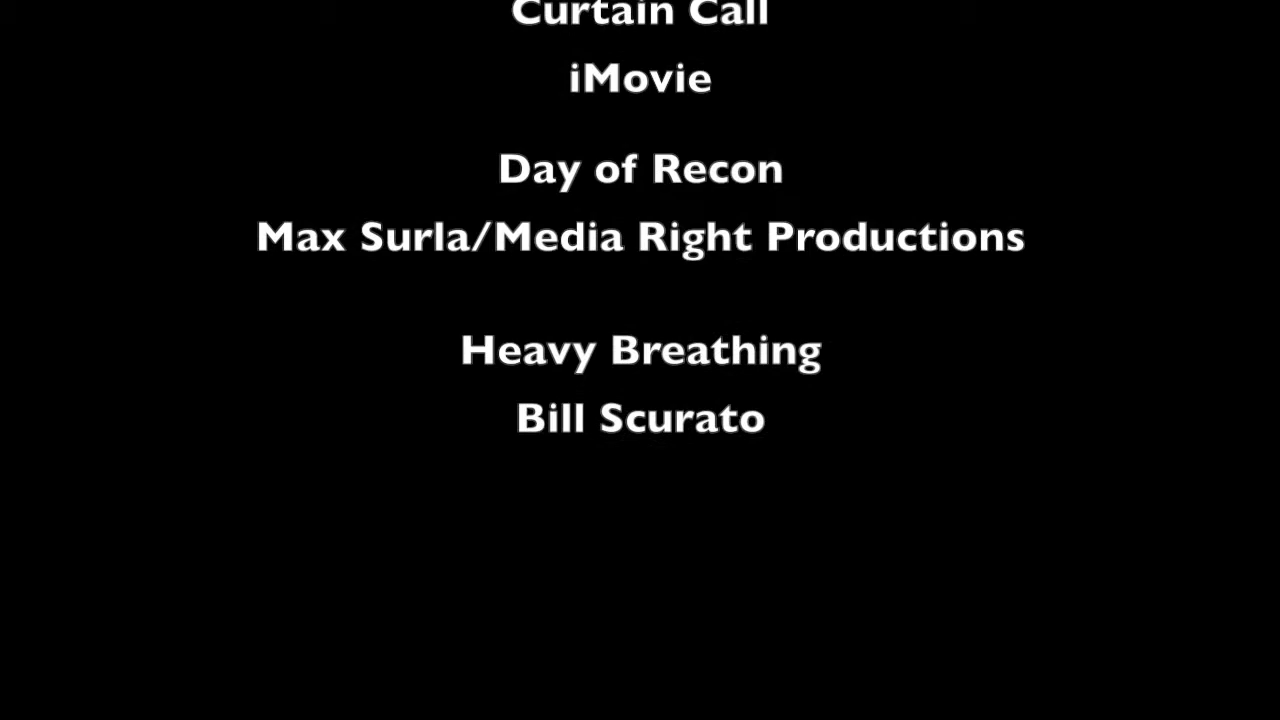 Curtain Call
iMovie
Day of Recon
Max Surla/Media Right Productions
Heavy Breathing
Bill Scurato